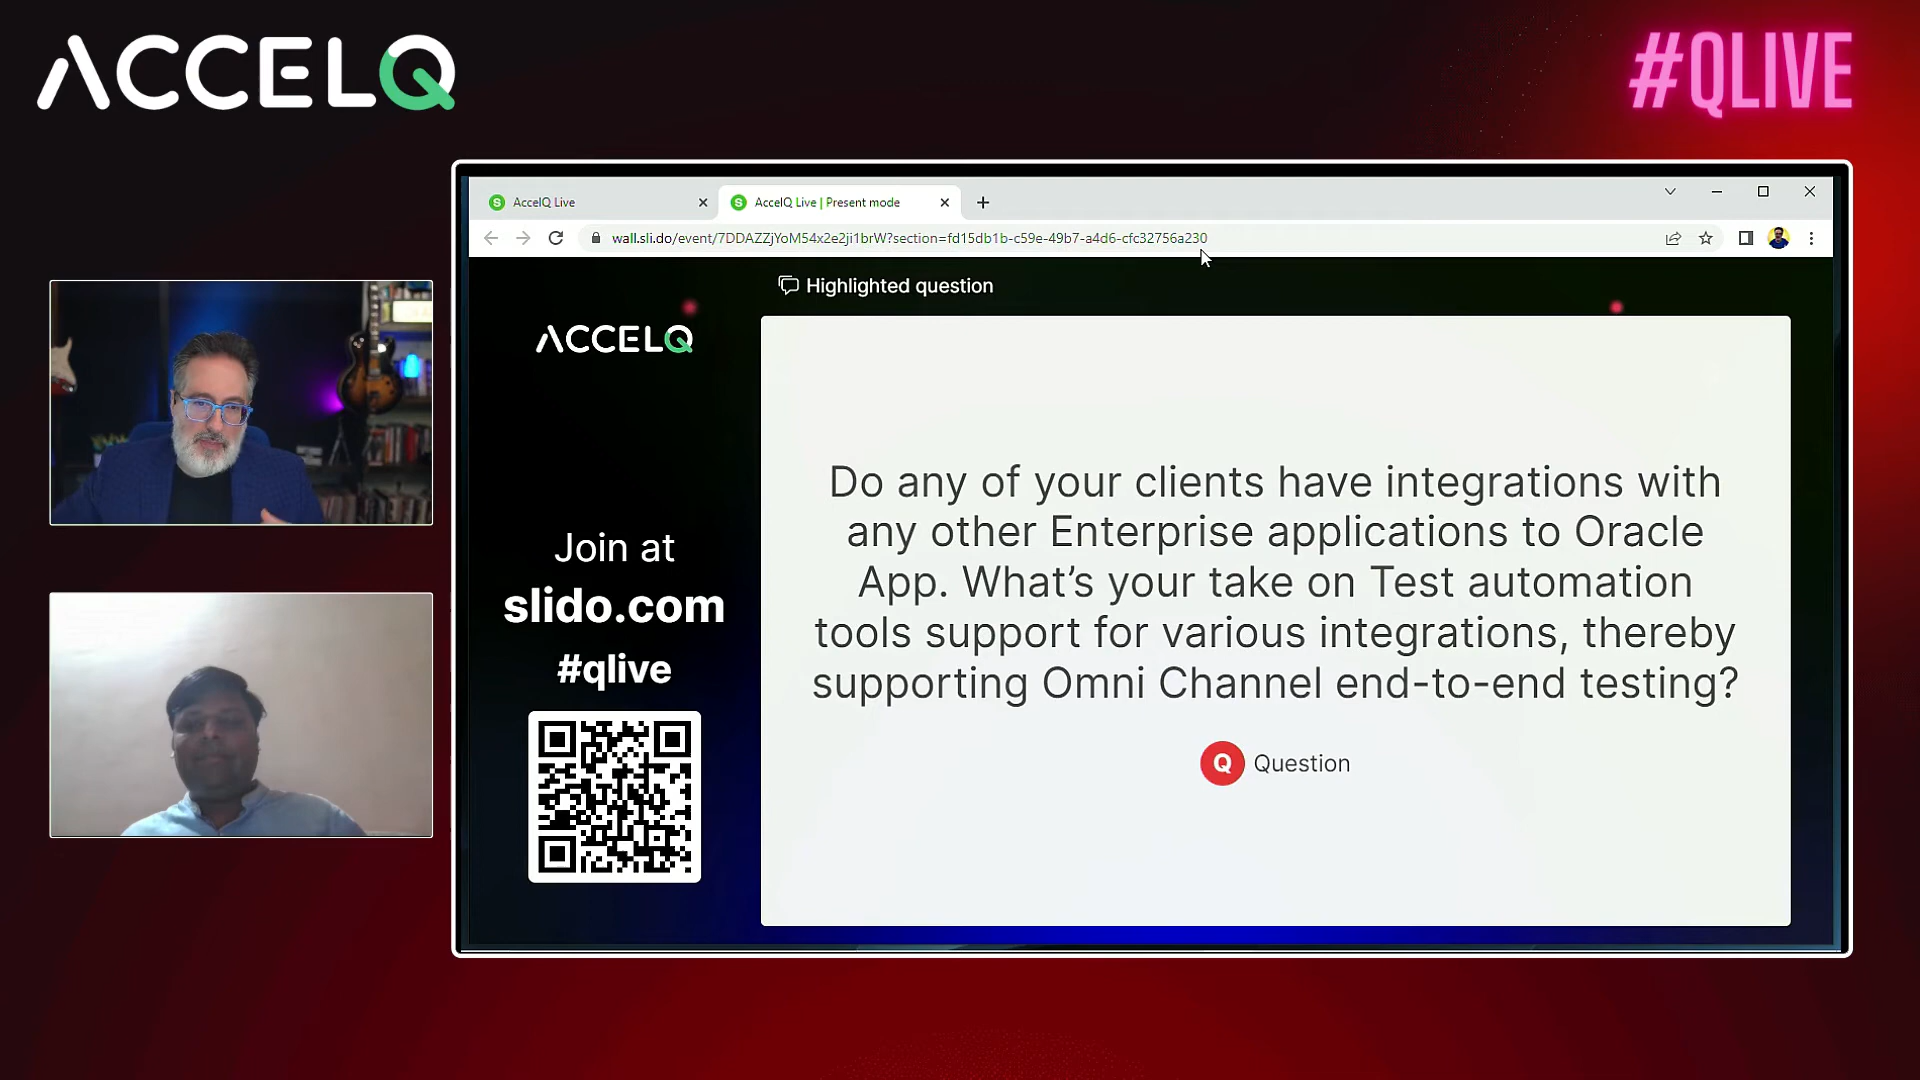 ACCELQ
#QLIVE
AccelQ Live
AccelQ Live | Present mode
wall.sli.do/event/7DDAZZjYoM54x2e2ji1brW?section=fd15db1b-c59e-49b7-a4d6-cfc32756a230
Highlighted question
ACCELQ
Join at
slido.com
#qlive
Do any of your clients have integrations with
any other Enterprise applications to Oracle
App. What’s your take on Test automation
tools support for various integrations, thereby
supporting Omni Channel end-to-end testing?
Q Question